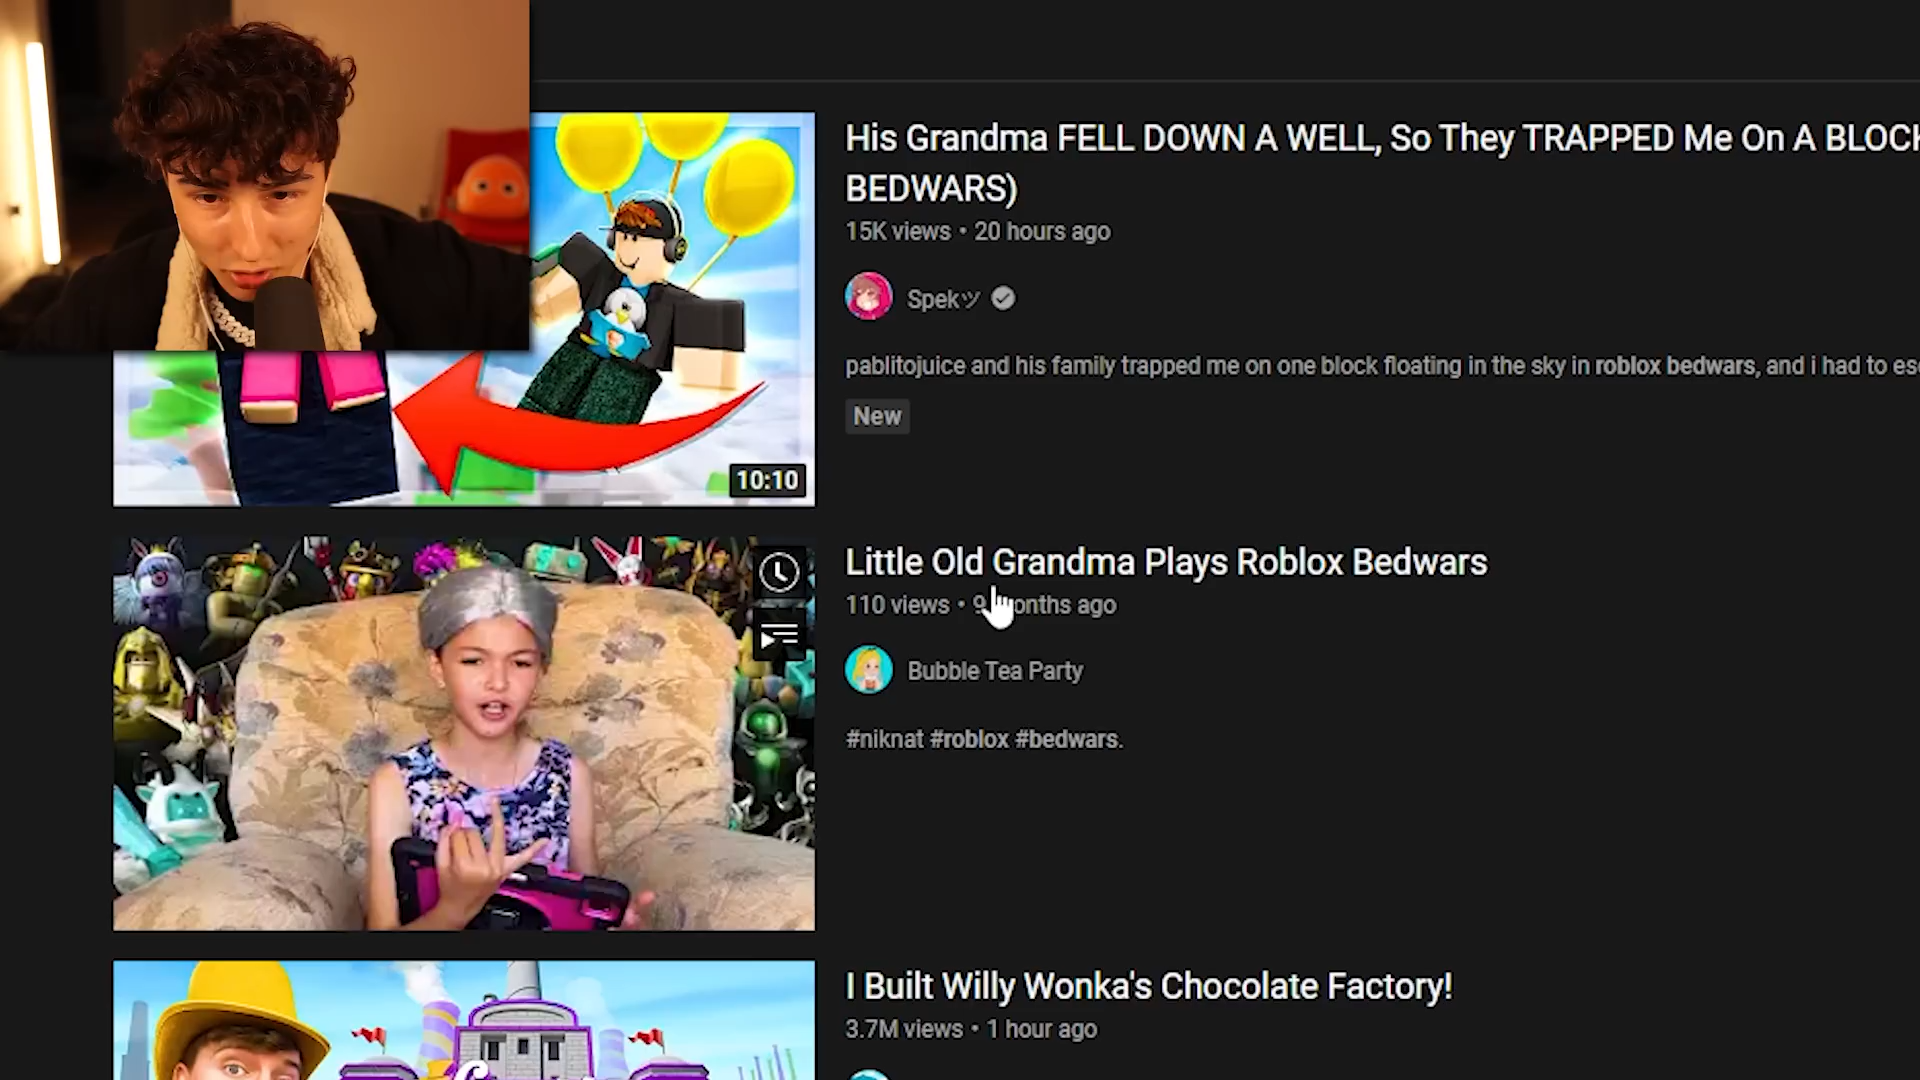 His Grandma FELL DOWN A WELL, So They TRAPPED Me On A BLOCK
BEDWARS)
15K views • 20 hours ago
Spekツ
pablitojuice and his family trapped me on one block floating in the sky in roblox bedwars, and i had to es
New
10:10
Little Old Grandma Plays Roblox Bedwars
110 views • 9 months ago
Bubble Tea Party
#niknat #roblox #bedwars.
I Built Willy Wonka's Chocolate Factory!
3.7M views • 1 hour ago